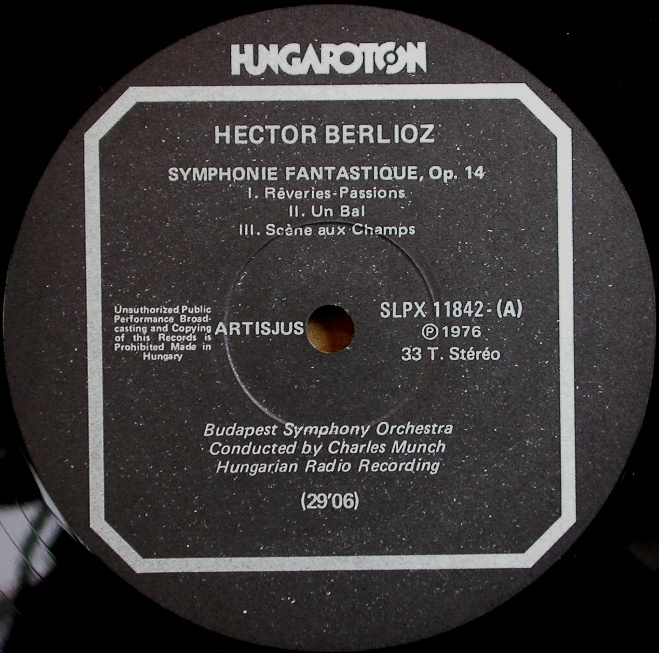 HUNGAROTON
HECTOR BERLIOZ
SYMPHONIE FANTASTIQUE, Op. 14
I. Rêveries-Passions
II. Un Bal
III. Scène aux Champs
Unauthorized Public
Performance Broad-
casting and Copying
of this Records is
Prohibited Made in
Hungary
ARTISJUS
SLPX 11842-(A)
Ⓟ 1976
33 T. Stéréo
Budapest Symphony Orchestra
Conducted by Charles Munch
Hungarian Radio Recording
(29'06)